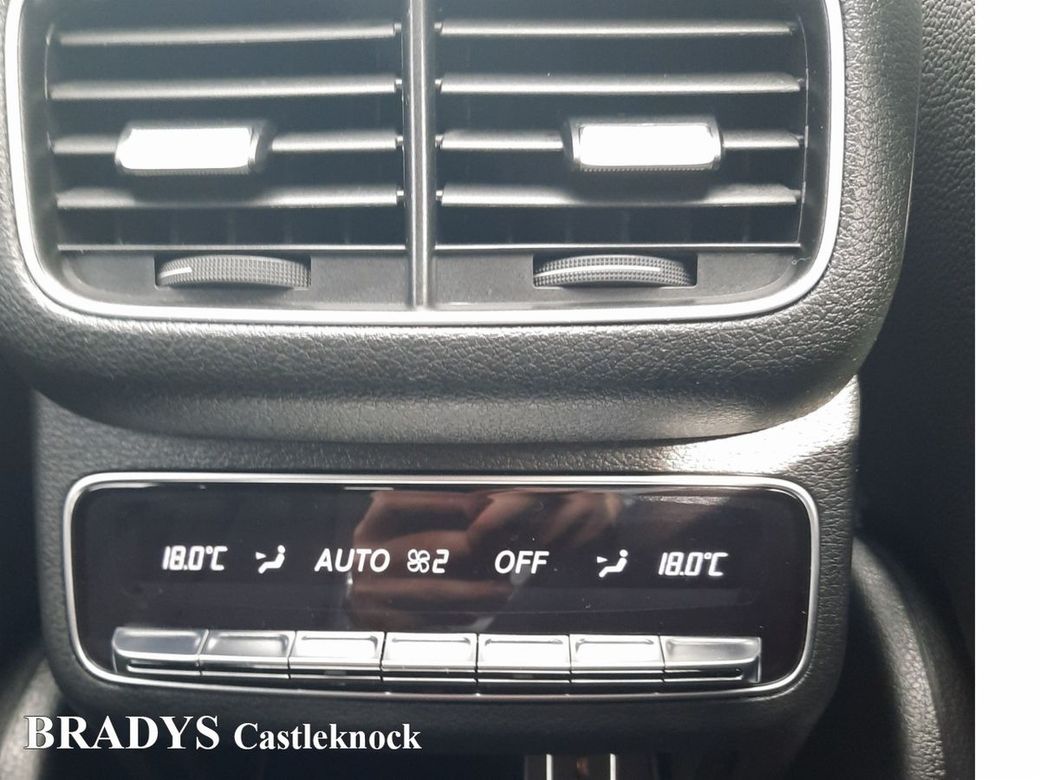 18.0°C AUTO 2 OFF 18.0°C
BRADYS Castleknock